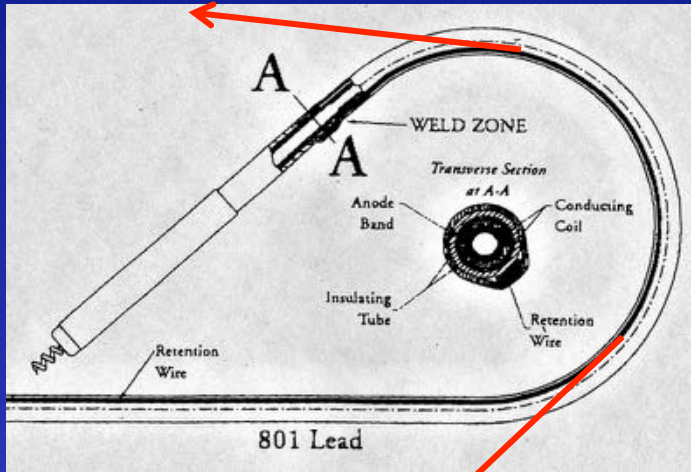 A
A
WELD ZONE
Transverse Section
at A-A
Anode
Band
Conducting
Coil
Insulating
Tube
Retention
Wire
Retention
Wire
801 Lead